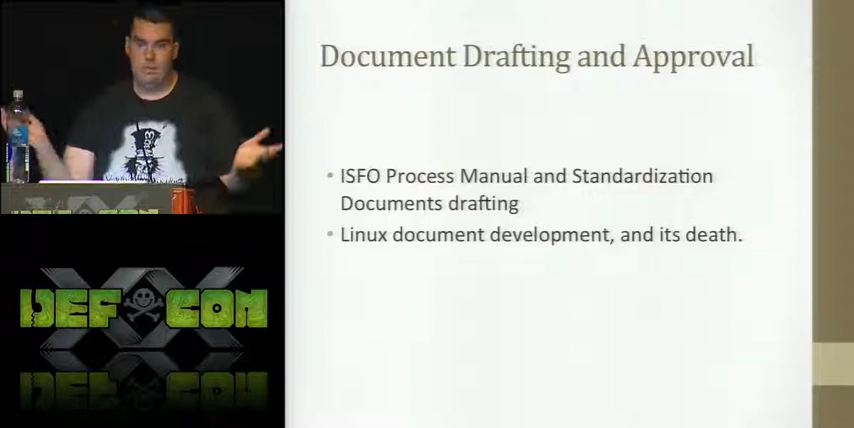 Document Drafting and Approval
• ISFO Process Manual and Standardization
Documents drafting
• Linux document development, and its death.
XX
DEF CON